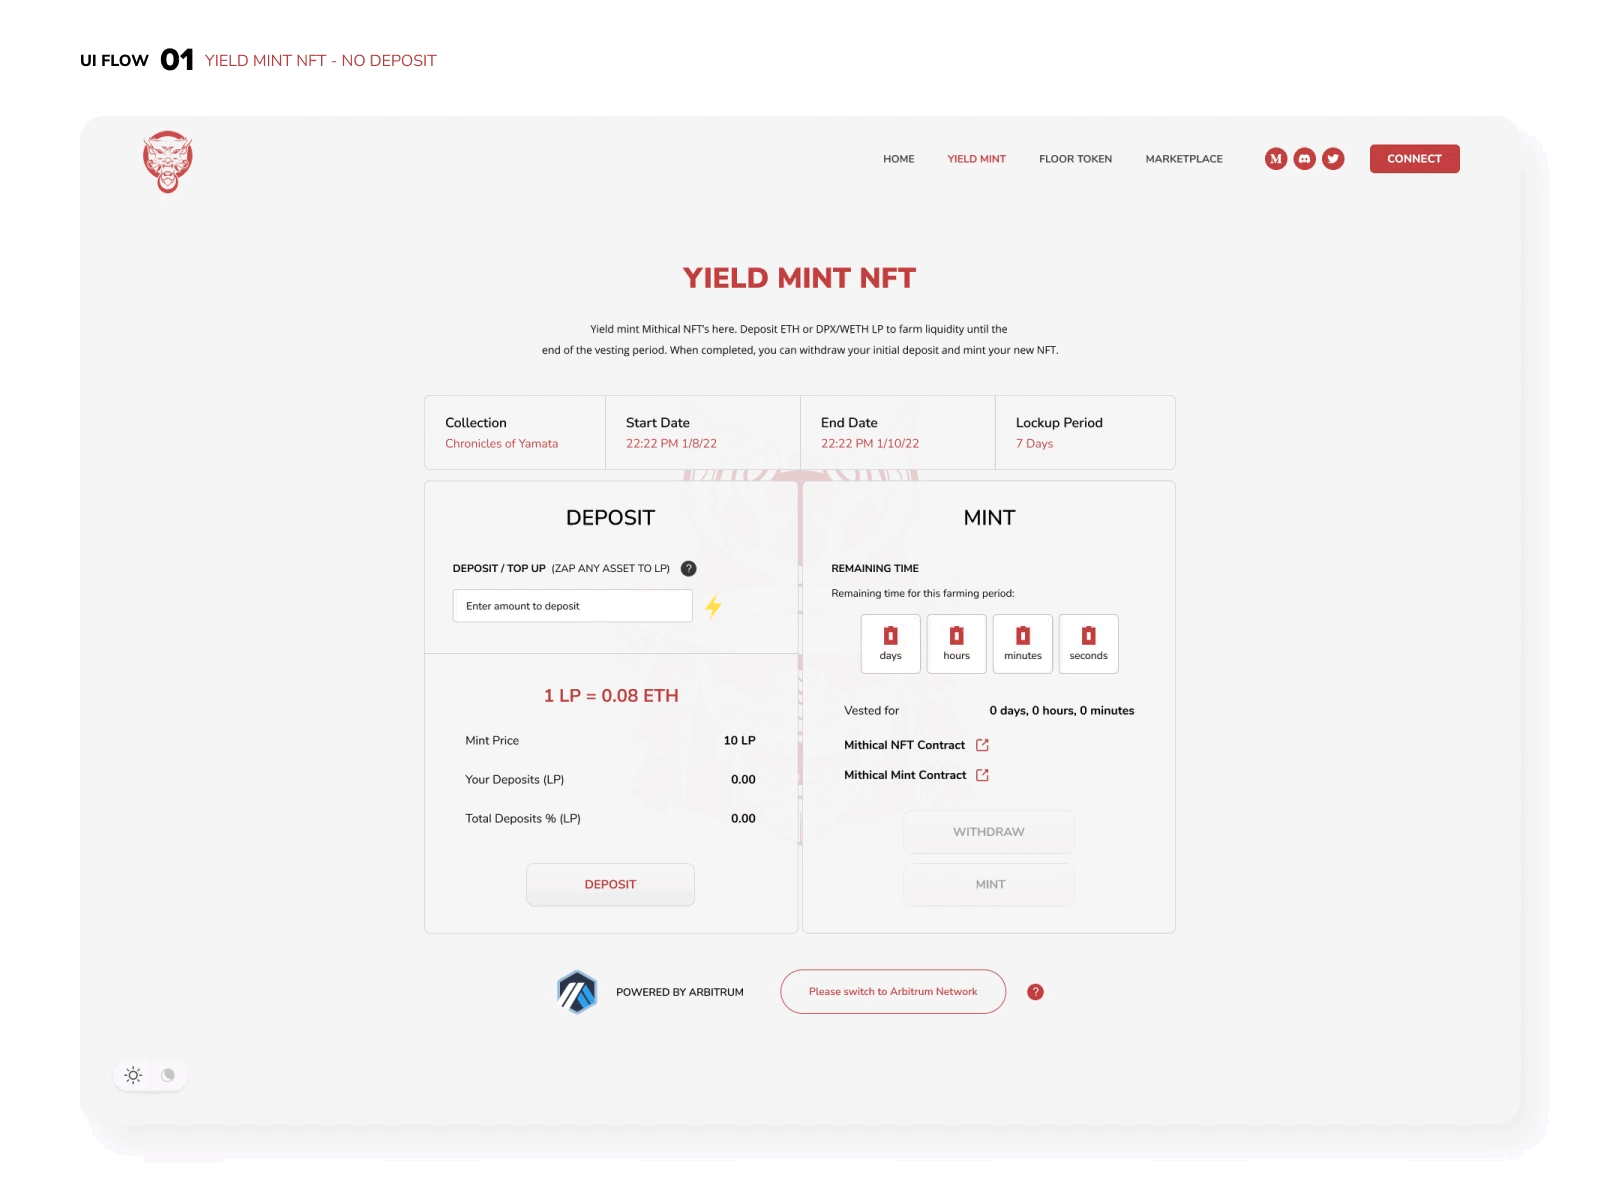 UI FLOW 01 YIELD MINT NFT - NO DEPOSIT
HOME YIELD MINT FLOOR TOKEN MARKETPLACE M CONNECT
YIELD MINT NFT
Yield mint Mithical NFT's here. Deposit ETH or DPX/WETH LP to farm liquidity until the
end of the vesting period. When completed, you can withdraw your initial deposit and mint your new NFT.
Collection
Chronicles of Yamata
Start Date
22:22 PM 1/8/22
End Date
22:22 PM 1/10/22
Lockup Period
7 Days
DEPOSIT
DEPOSIT / TOP UP (ZAP ANY ASSET TO LP) ?
Enter amount to deposit
1 LP = 0.08 ETH
Mint Price 10 LP
Your Deposits (LP) 0.00
Total Deposits % (LP) 0.00
DEPOSIT
MINT
REMAINING TIME
Remaining time for this farming period:
0 0 0 0
days hours minutes seconds
Vested for 0 days, 0 hours, 0 minutes
Mithical NFT Contract
Mithical Mint Contract
WITHDRAW
MINT
POWERED BY ARBITRUM
Please switch to Arbitrum Network ?